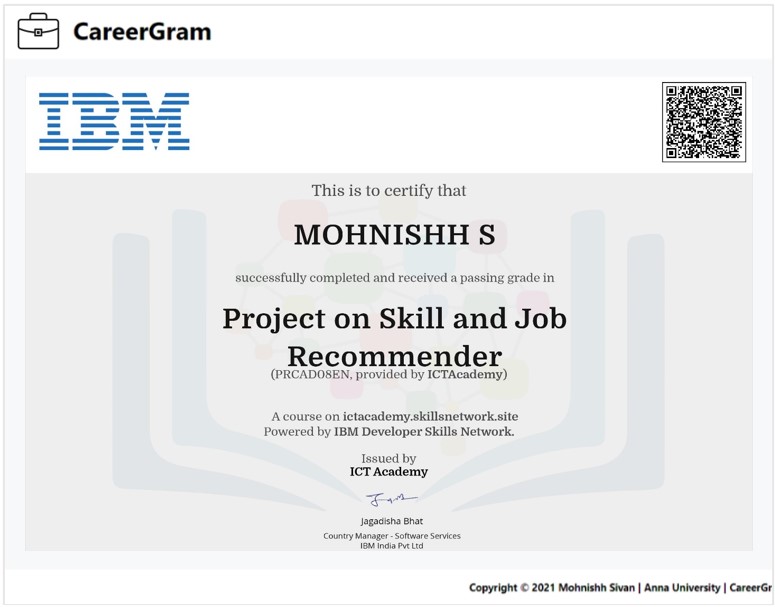 CareerGram
IBM
This is to certify that
MOHNISHH S
successfully completed and received a passing grade in
Project on Skill and Job
Recommender
(PRCAD08EN, provided by ICTAcademy)
A course on ictacademy.skillsnetwork.site
Powered by IBM Developer Skills Network.
Issued by
ICT Academy
Jagadisha Bhat
Country Manager - Software Services
IBM India Pvt Ltd
Copyright © 2021 Mohnishh Sivan | Anna University | CareerGr